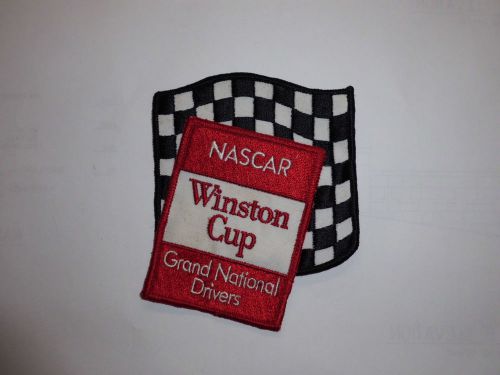 NASCAR
Winston
Cup
Grand National
Drivers